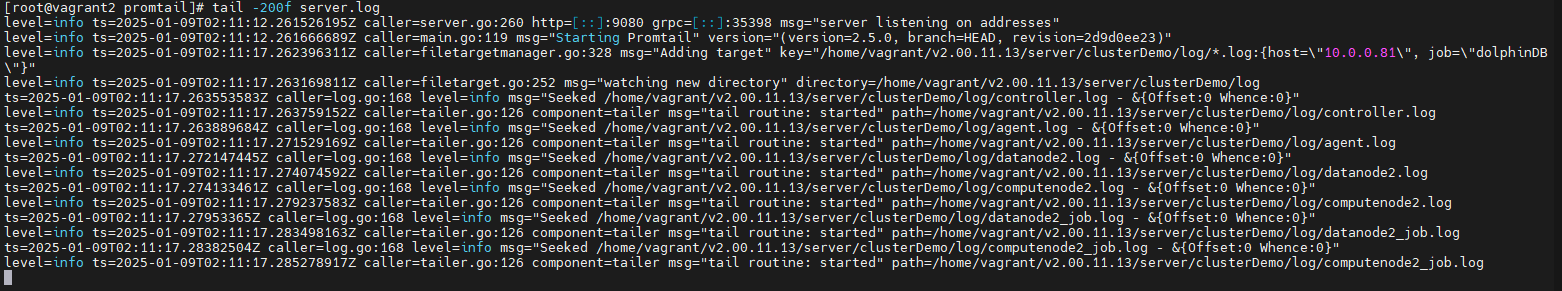 [root@vagrant2 promtail]# tail -200f server.log
level=info ts=2025-01-09T02:11:12.261526195Z caller=server.go:260 http=[::]:9080 grpc=[::]:35398 msg="server listening on addresses"
level=info ts=2025-01-09T02:11:12.261666689Z caller=main.go:119 msg="Starting Promtail" version="(version=2.5.0, branch=HEAD, revision=2d9d0ee23)"
level=info ts=2025-01-09T02:11:17.262396311Z caller=filetargetmanager.go:328 msg="Adding target" key="/home/vagrant/v2.00.11.13/server/clusterDemo/log/*.log:{host=\"10.0.0.81\", job=\"dolphinDB
\"}"
level=info ts=2025-01-09T02:11:17.263169811Z caller=filetarget.go:252 msg="watching new directory" directory=/home/vagrant/v2.00.11.13/server/clusterDemo/log
ts=2025-01-09T02:11:17.263553583Z caller=log.go:168 level=info msg="Seeked /home/vagrant/v2.00.11.13/server/clusterDemo/log/controller.log - &{Offset:0 Whence:0}"
level=info ts=2025-01-09T02:11:17.263759152Z caller=tailer.go:126 component=tailer msg="tail routine: started" path=/home/vagrant/v2.00.11.13/server/clusterDemo/log/controller.log
ts=2025-01-09T02:11:17.263889684Z caller=log.go:168 level=info msg="Seeked /home/vagrant/v2.00.11.13/server/clusterDemo/log/agent.log - &{Offset:0 Whence:0}"
level=info ts=2025-01-09T02:11:17.271529169Z caller=tailer.go:126 component=tailer msg="tail routine: started" path=/home/vagrant/v2.00.11.13/server/clusterDemo/log/agent.log
ts=2025-01-09T02:11:17.272147445Z caller=log.go:168 level=info msg="Seeked /home/vagrant/v2.00.11.13/server/clusterDemo/log/datanode2.log - &{Offset:0 Whence:0}"
level=info ts=2025-01-09T02:11:17.274074592Z caller=tailer.go:126 component=tailer msg="tail routine: started" path=/home/vagrant/v2.00.11.13/server/clusterDemo/log/datanode2.log
ts=2025-01-09T02:11:17.274133461Z caller=log.go:168 level=info msg="Seeked /home/vagrant/v2.00.11.13/server/clusterDemo/log/computenode2.log - &{Offset:0 Whence:0}"
level=info ts=2025-01-09T02:11:17.279237583Z caller=tailer.go:126 component=tailer msg="tail routine: started" path=/home/vagrant/v2.00.11.13/server/clusterDemo/log/computenode2.log
ts=2025-01-09T02:11:17.27953365Z caller=log.go:168 level=info msg="Seeked /home/vagrant/v2.00.11.13/server/clusterDemo/log/datanode2_job.log - &{Offset:0 Whence:0}"
level=info ts=2025-01-09T02:11:17.283498163Z caller=tailer.go:126 component=tailer msg="tail routine: started" path=/home/vagrant/v2.00.11.13/server/clusterDemo/log/datanode2_job.log
ts=2025-01-09T02:11:17.28382504Z caller=log.go:168 level=info msg="Seeked /home/vagrant/v2.00.11.13/server/clusterDemo/log/computenode2_job.log - &{Offset:0 Whence:0}"
level=info ts=2025-01-09T02:11:17.285278917Z caller=tailer.go:126 component=tailer msg="tail routine: started" path=/home/vagrant/v2.00.11.13/server/clusterDemo/log/computenode2_job.log